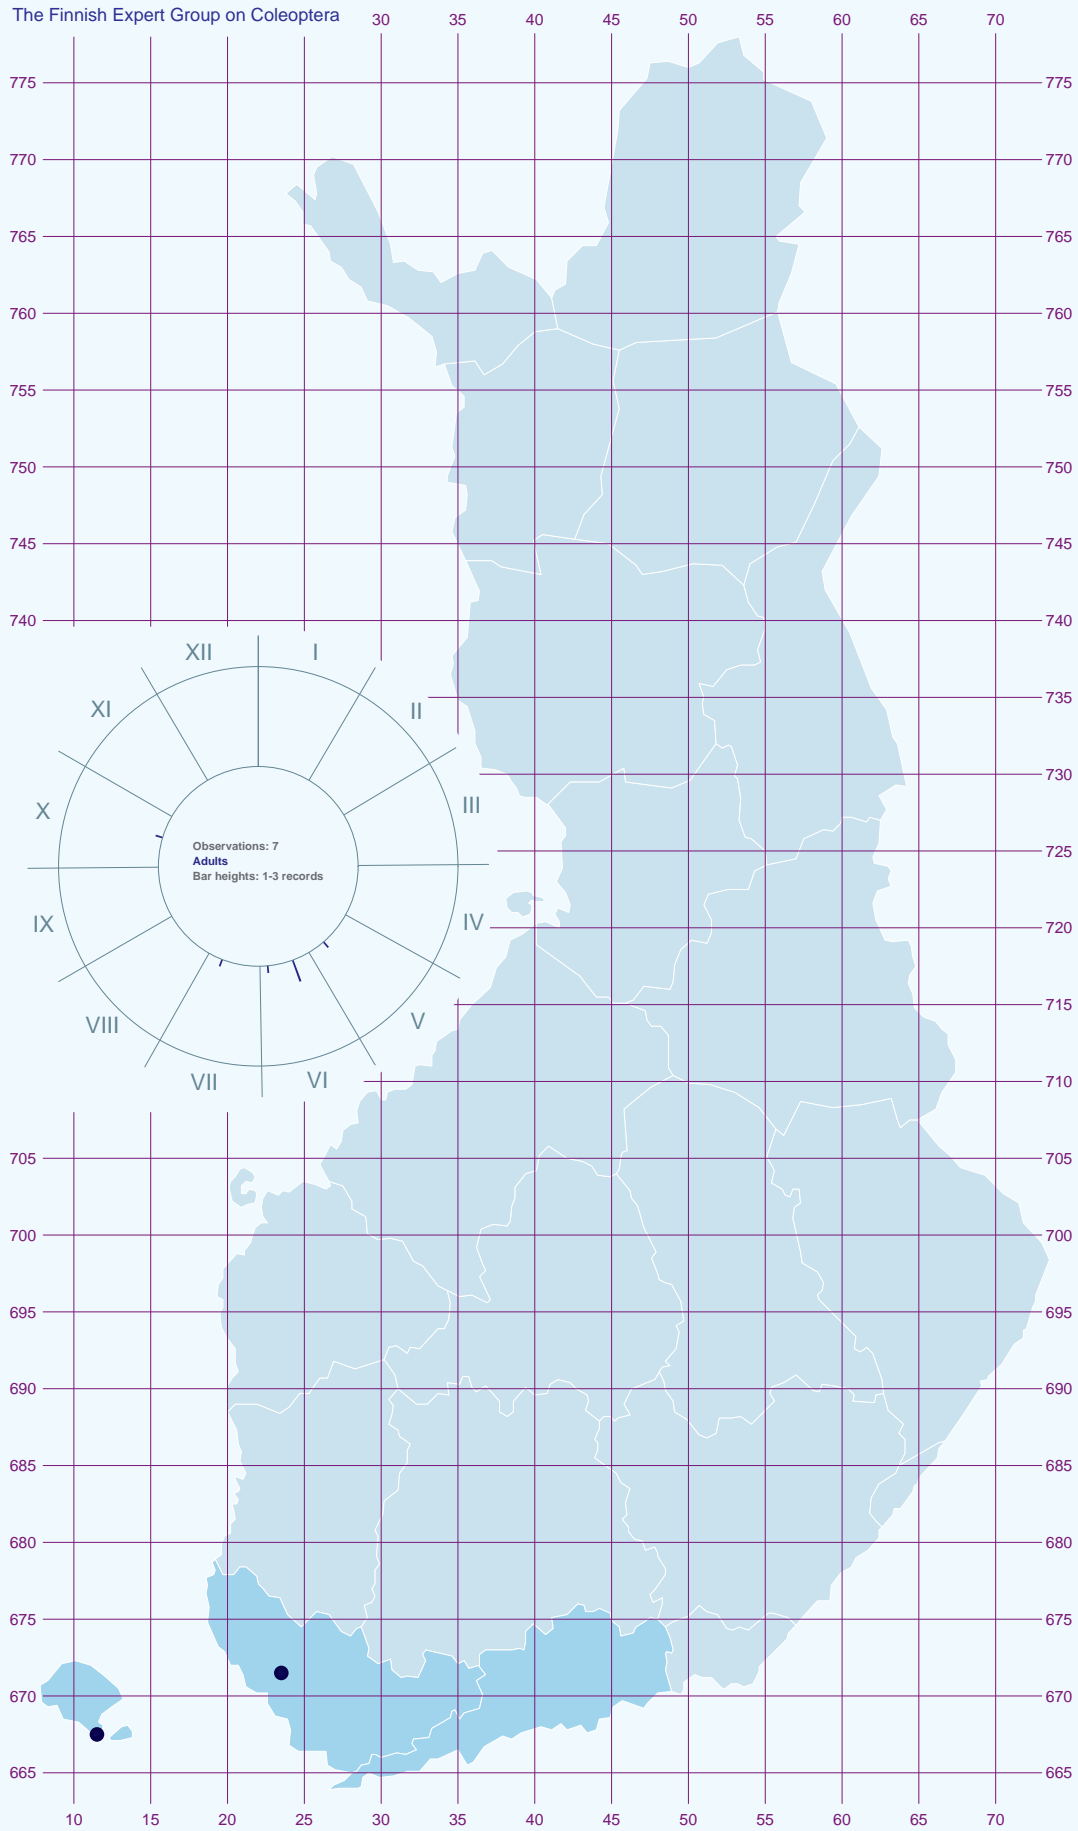 The Finnish Expert Group on Coleoptera
30 35 40 45 50 55 60 65 70
775 775
770 770
765 765
760 760
755 755
750 750
745 745
740 740
XII I
XI II
735
730
X III
725
Observations: 7
Adults
Bar heights: 1-3 records
IX IV
720
VIII V
715
VII VI
710
705 705
700 700
695 695
690 690
685 685
680 680
675 675
670 670
665 665
10 15 20 25 30 35 40 45 50 55 60 65 70